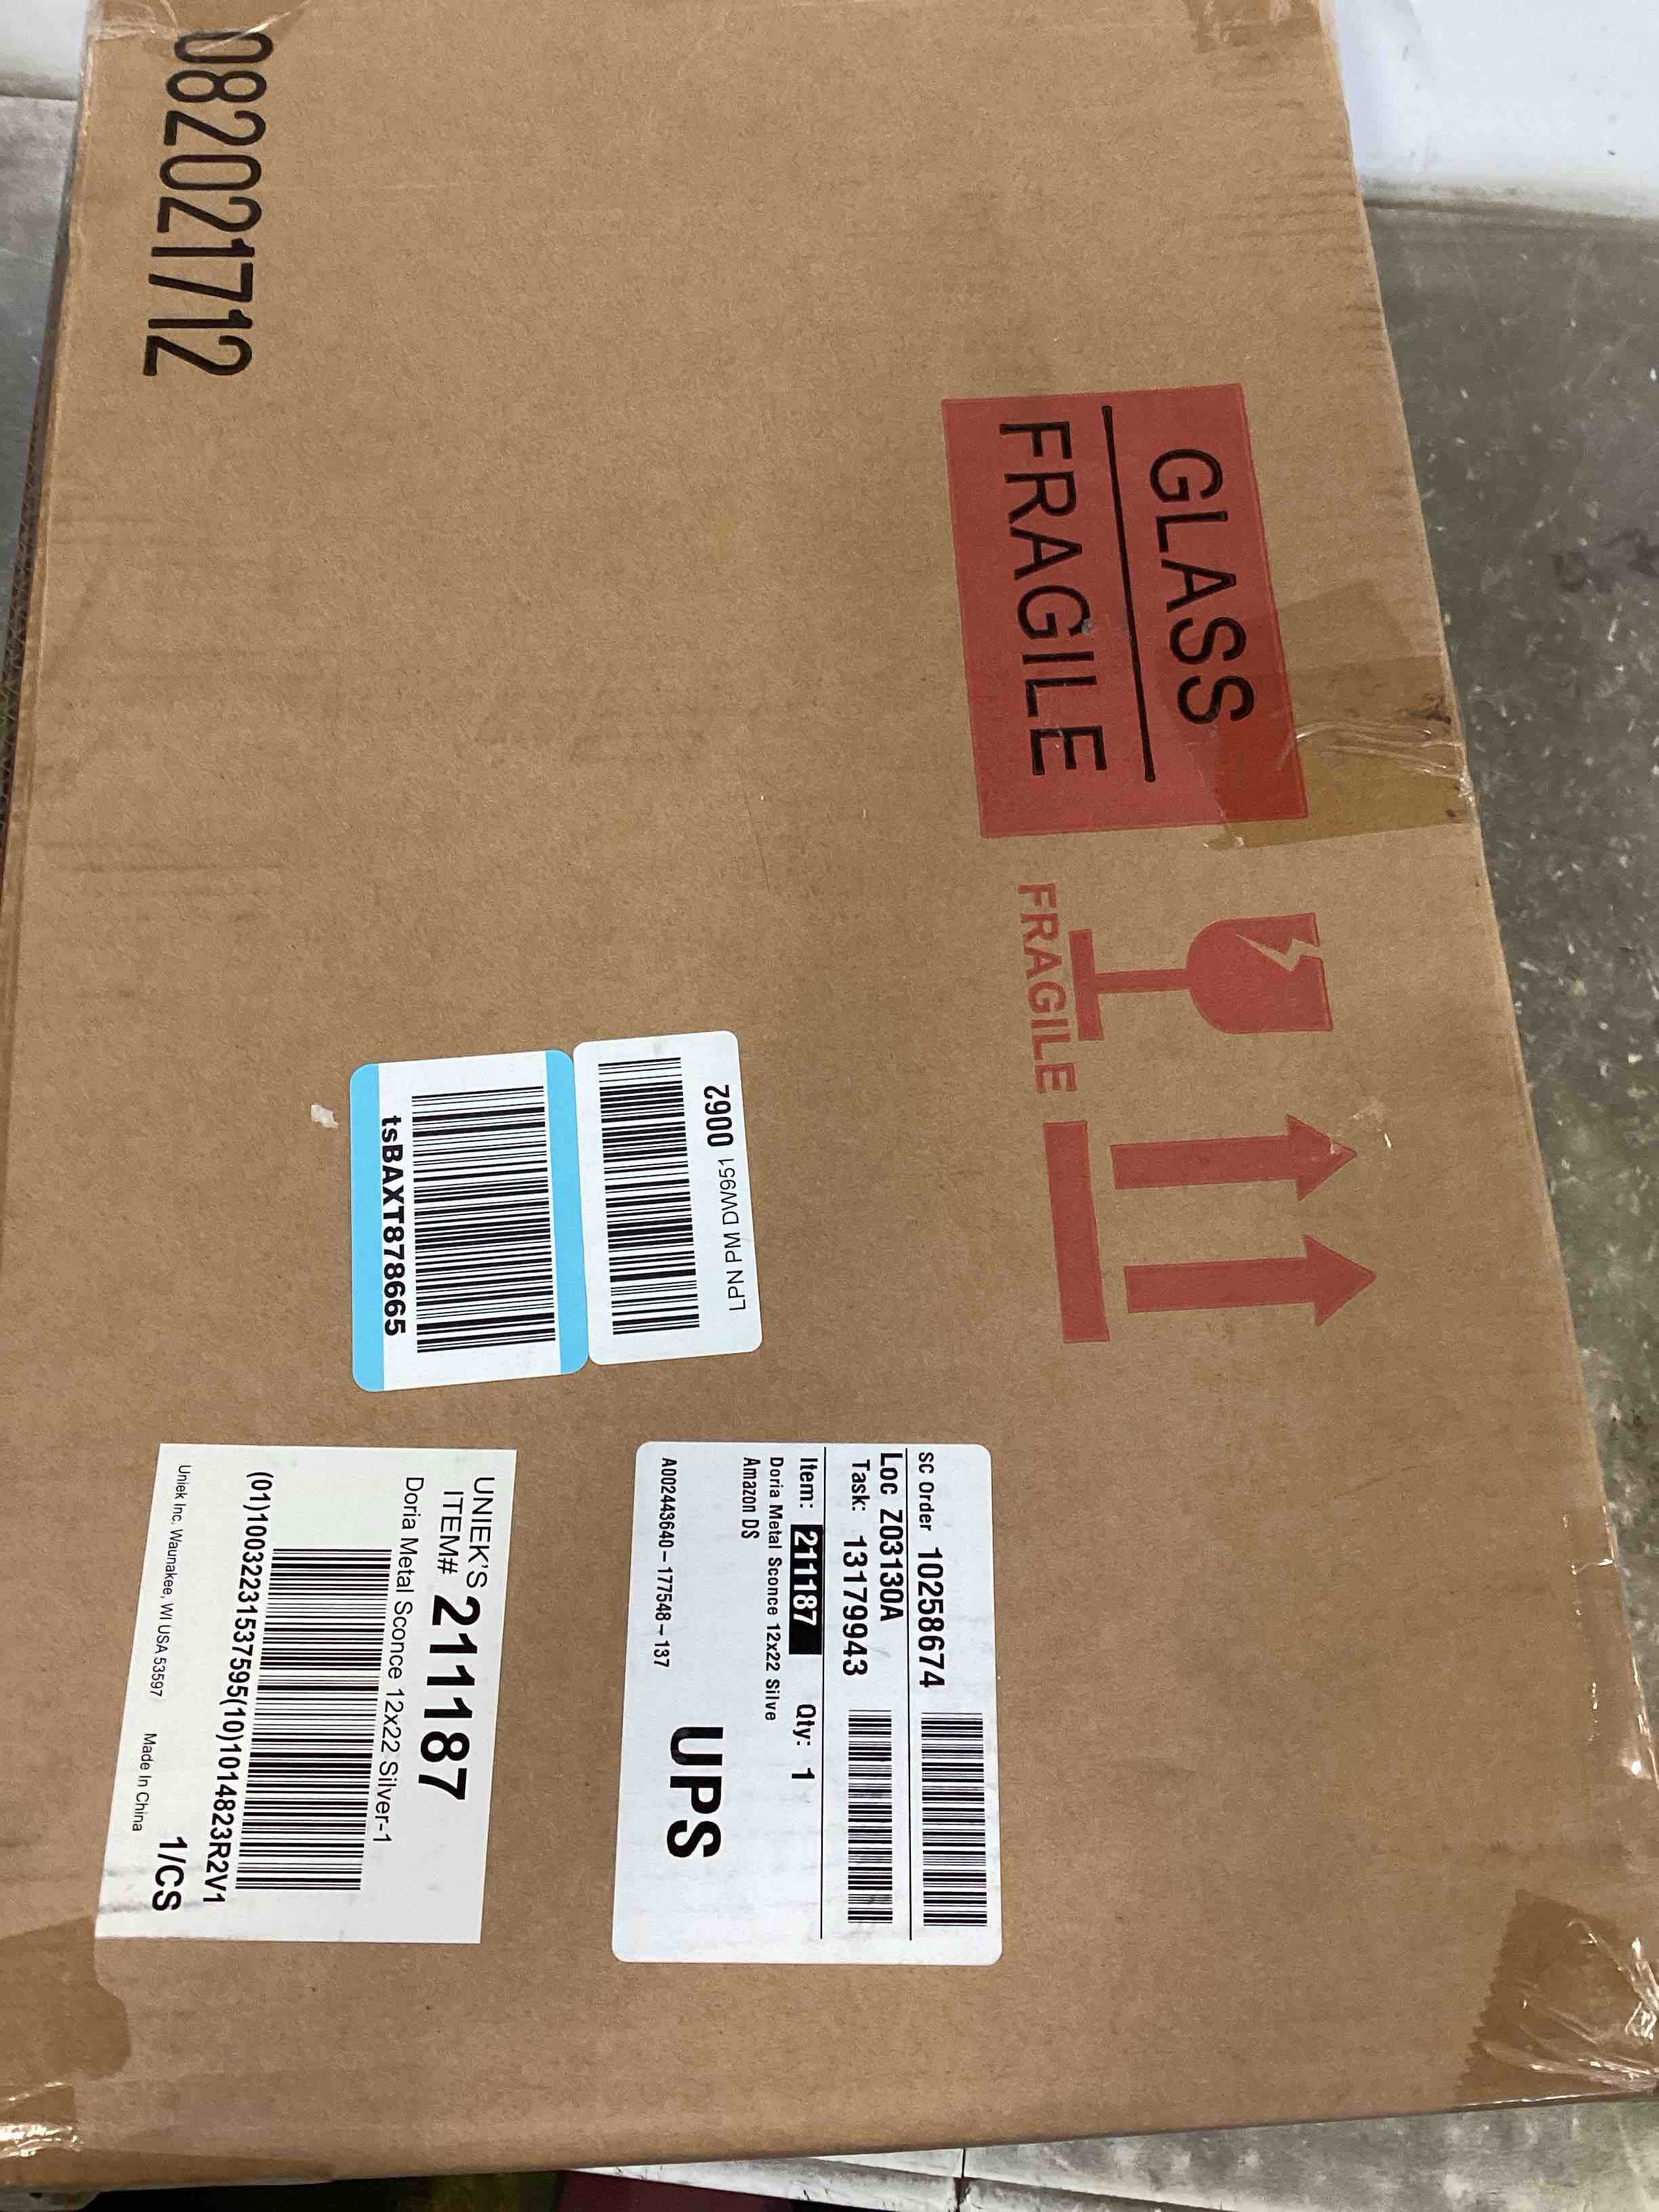 082021712
GLASS
FRAGILE
FRAGILE
LPN PM DW951 0062
tsBAXT878665
SC Order 10258674
Loc Z03130A
Task: 13179943
Item: 211187 Qty: 1
Doria Metal Sconce 12x22 Silve
Amazon DS
UPS
A002443640-177548-137
UNIEK'S
ITEM# 211187
Doria Metal Sconce 12x22 Silver-1
(01)10032231537595(10)1014823R2V1
Uniek Inc, Waunakee, WI USA 53597 Made In China 1/CS